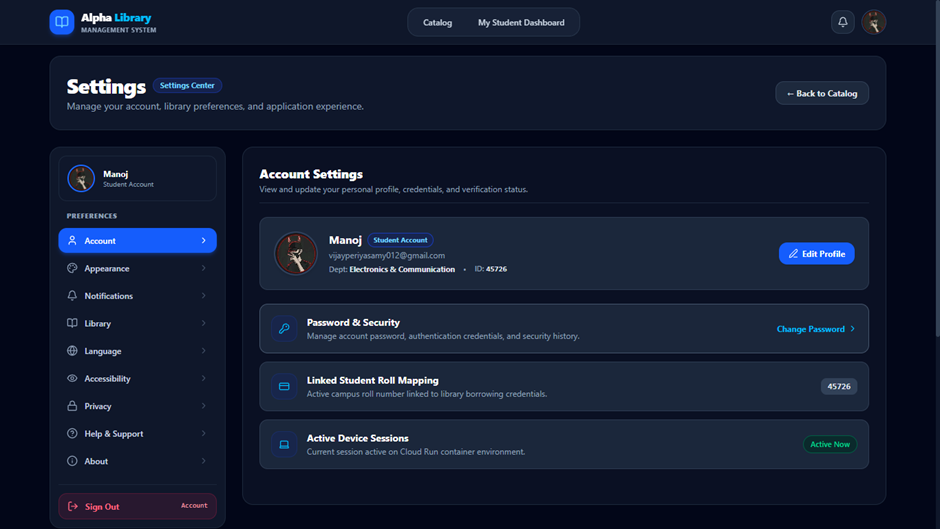 Alpha Library
MANAGEMENT SYSTEM
Catalog
My Student Dashboard
Settings
Settings Center
Manage your account, library preferences, and application experience.
← Back to Catalog
Manoj
Student Account
PREFERENCES
Account
Appearance
Notifications
Library
Language
Accessibility
Privacy
Help & Support
About
Sign Out
Account
Account Settings
View and update your personal profile, credentials, and verification status.
Manoj
Student Account
vijayperiyasamy012@gmail.com
Dept: Electronics & Communication • ID: 45726
Edit Profile
Password & Security
Manage account password, authentication credentials, and security history.
Change Password
Linked Student Roll Mapping
Active campus roll number linked to library borrowing credentials.
45726
Active Device Sessions
Current session active on Cloud Run container environment.
Active Now